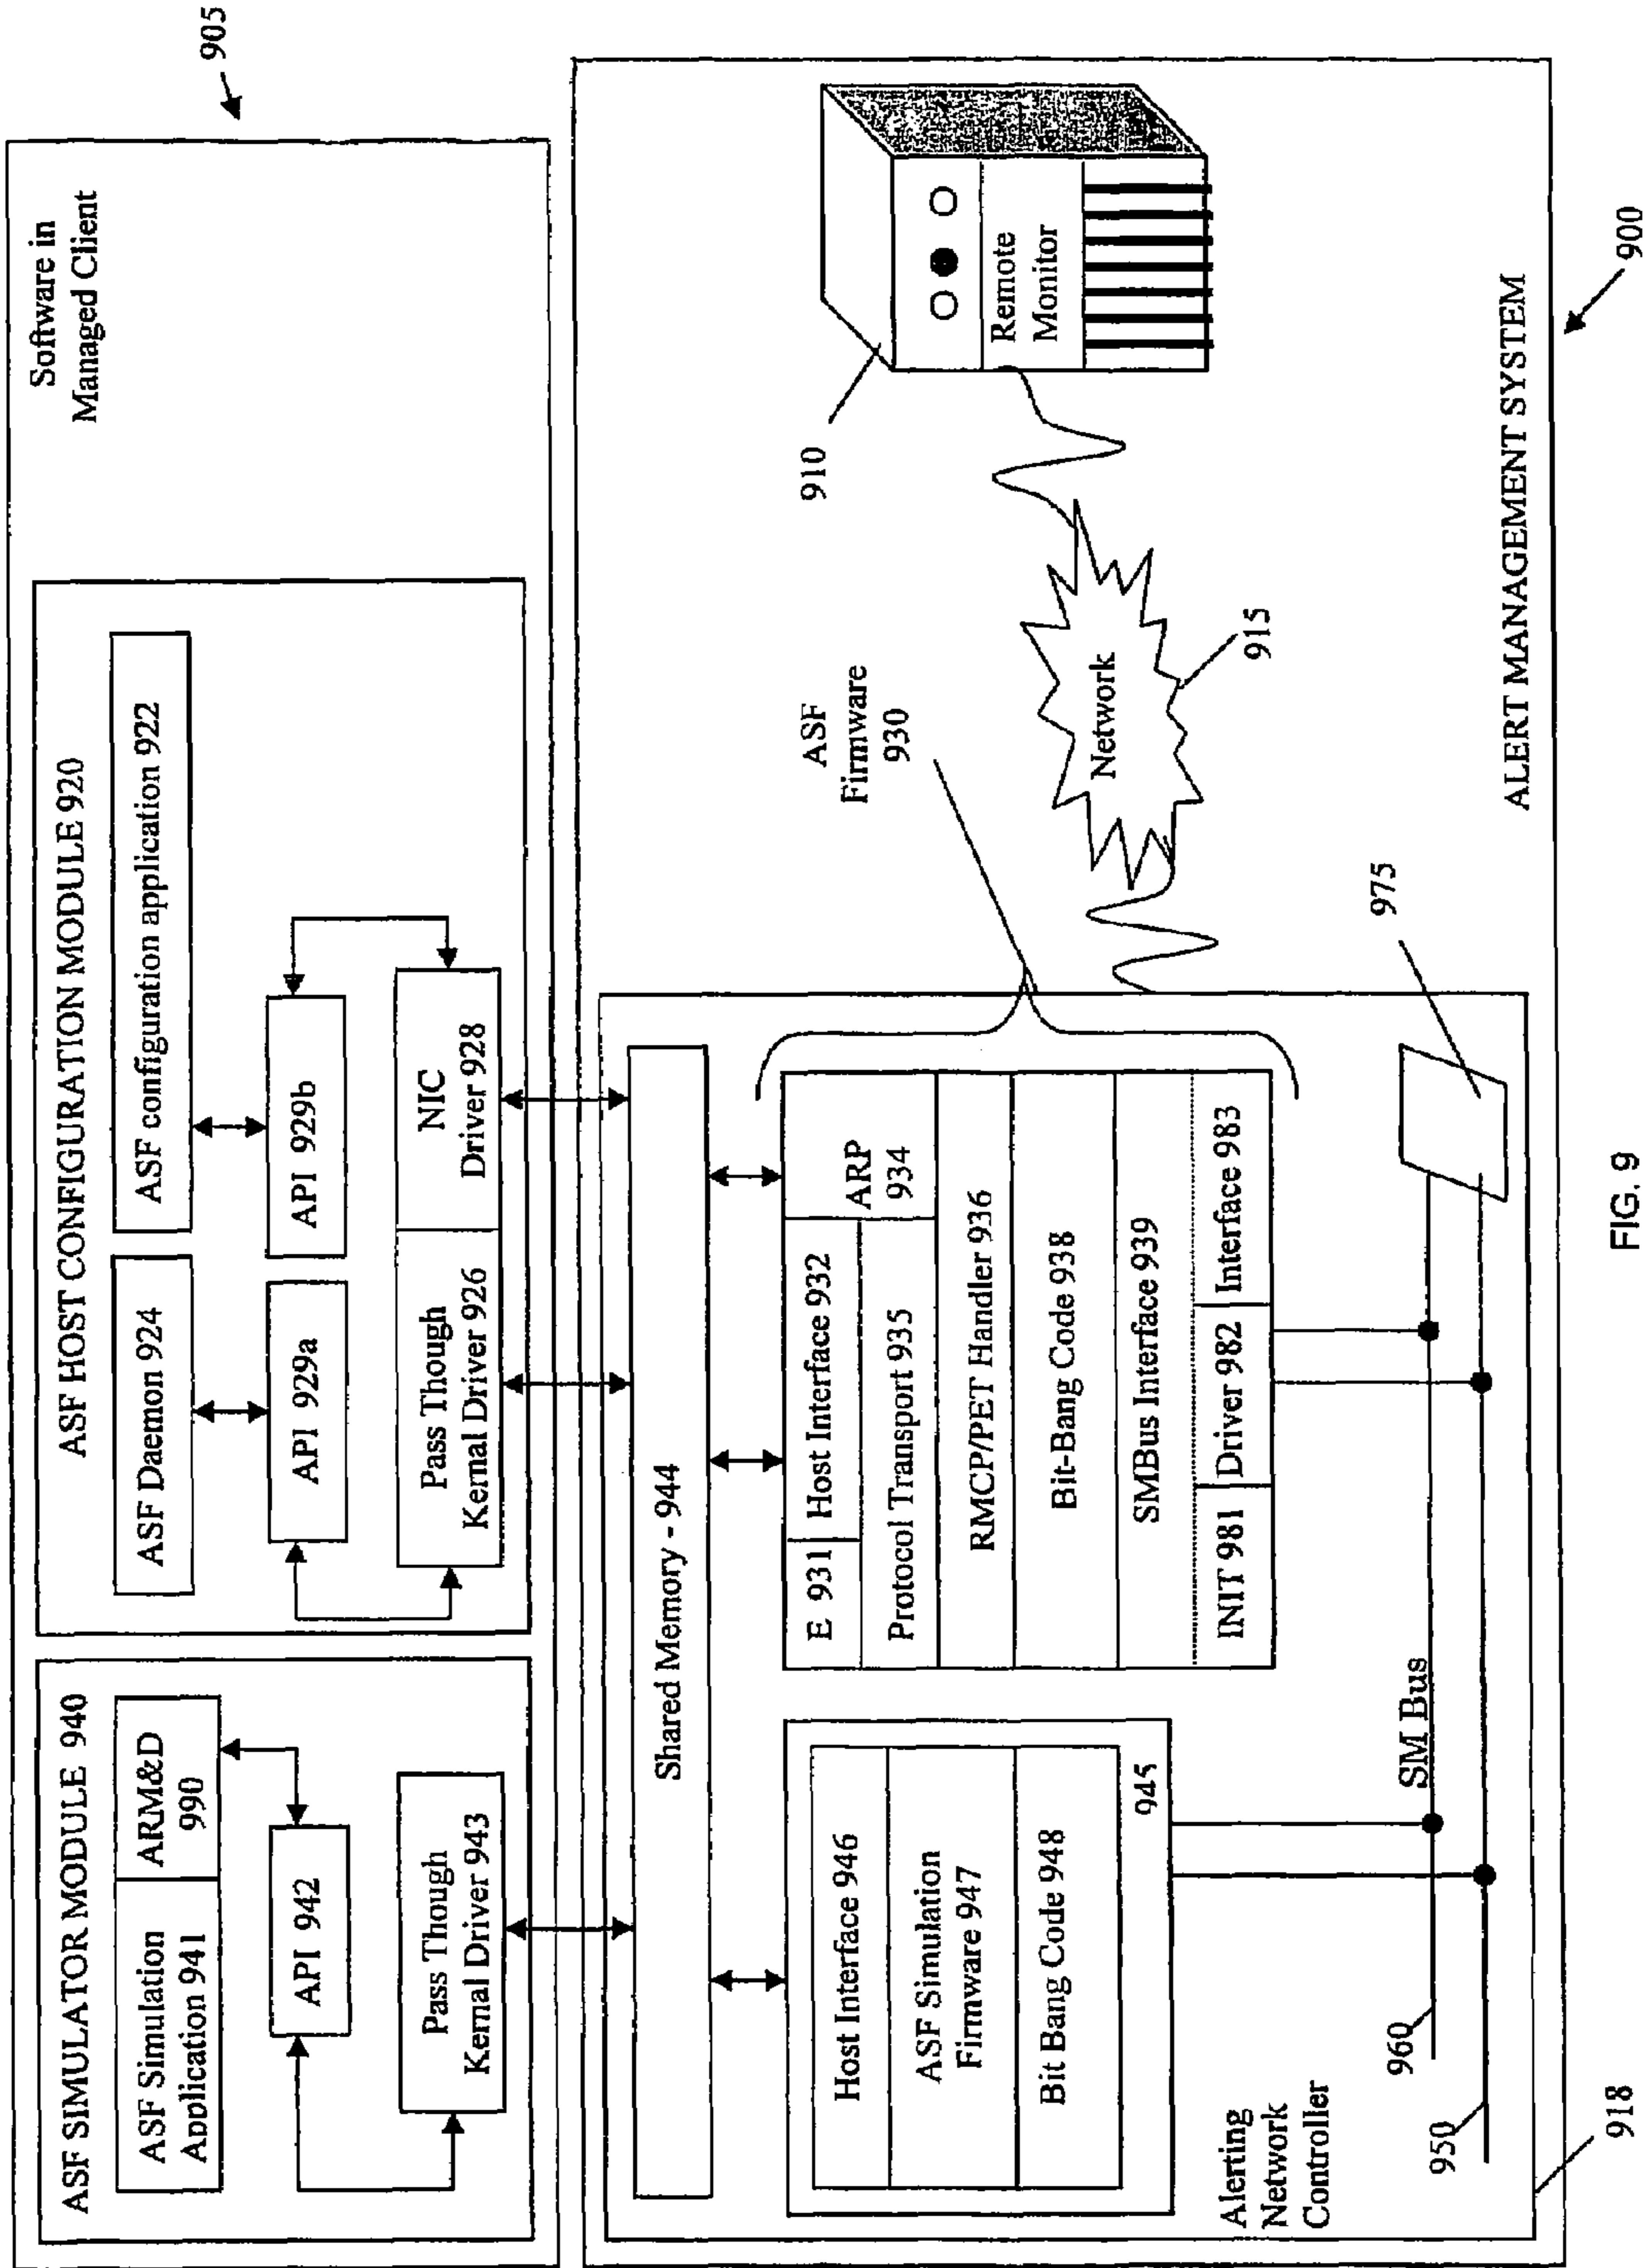 905
Software in
Managed Client
ASF SIMULATOR MODULE 940
ASF Simulation
Application 941
ARM&D
990
API 942
Pass Though
Kernal Driver 943
ASF HOST CONFIGURATION MODULE 920
ASF Daemon 924
ASF configuration application 922
API 929a
API 929b
Pass Though
Kernal Driver 926
NIC
Driver 928
Shared Memory - 944
Host Interface 946
ASF Simulation
Firmware 947
Bit Bang Code 948
945
E 931
Host Interface 932
ARP
934
Protocol Transport 935
RMCP/PET Handler 936
Bit-Bang Code 938
SMBus Interface 939
INIT 981
Driver 982
Interface 983
ASF
Firmware
930
Network
915
910
Remote
Monitor
Alerting
Network
Controller
SM Bus
960
950
975
918
ALERT MANAGEMENT SYSTEM
900
FIG. 9